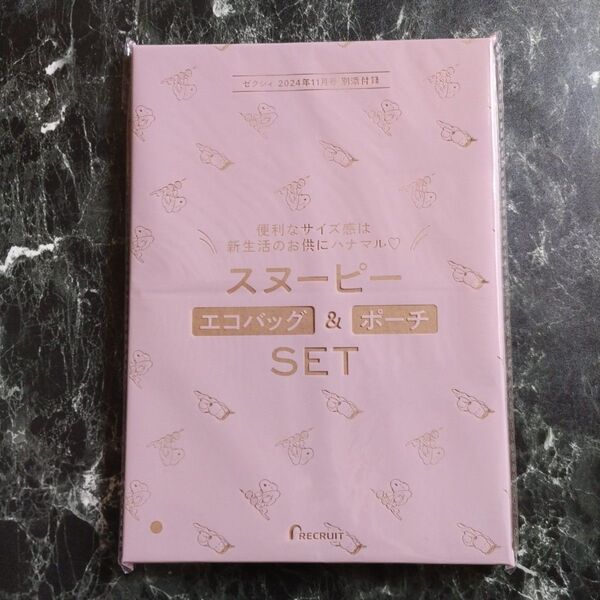 ゼクシィ 2024年11月号 別添付録
便利なサイズ感は
新生活のお供にハナマル♡
スヌーピー
エコバッグ & ポーチ
SET
RECRUIT